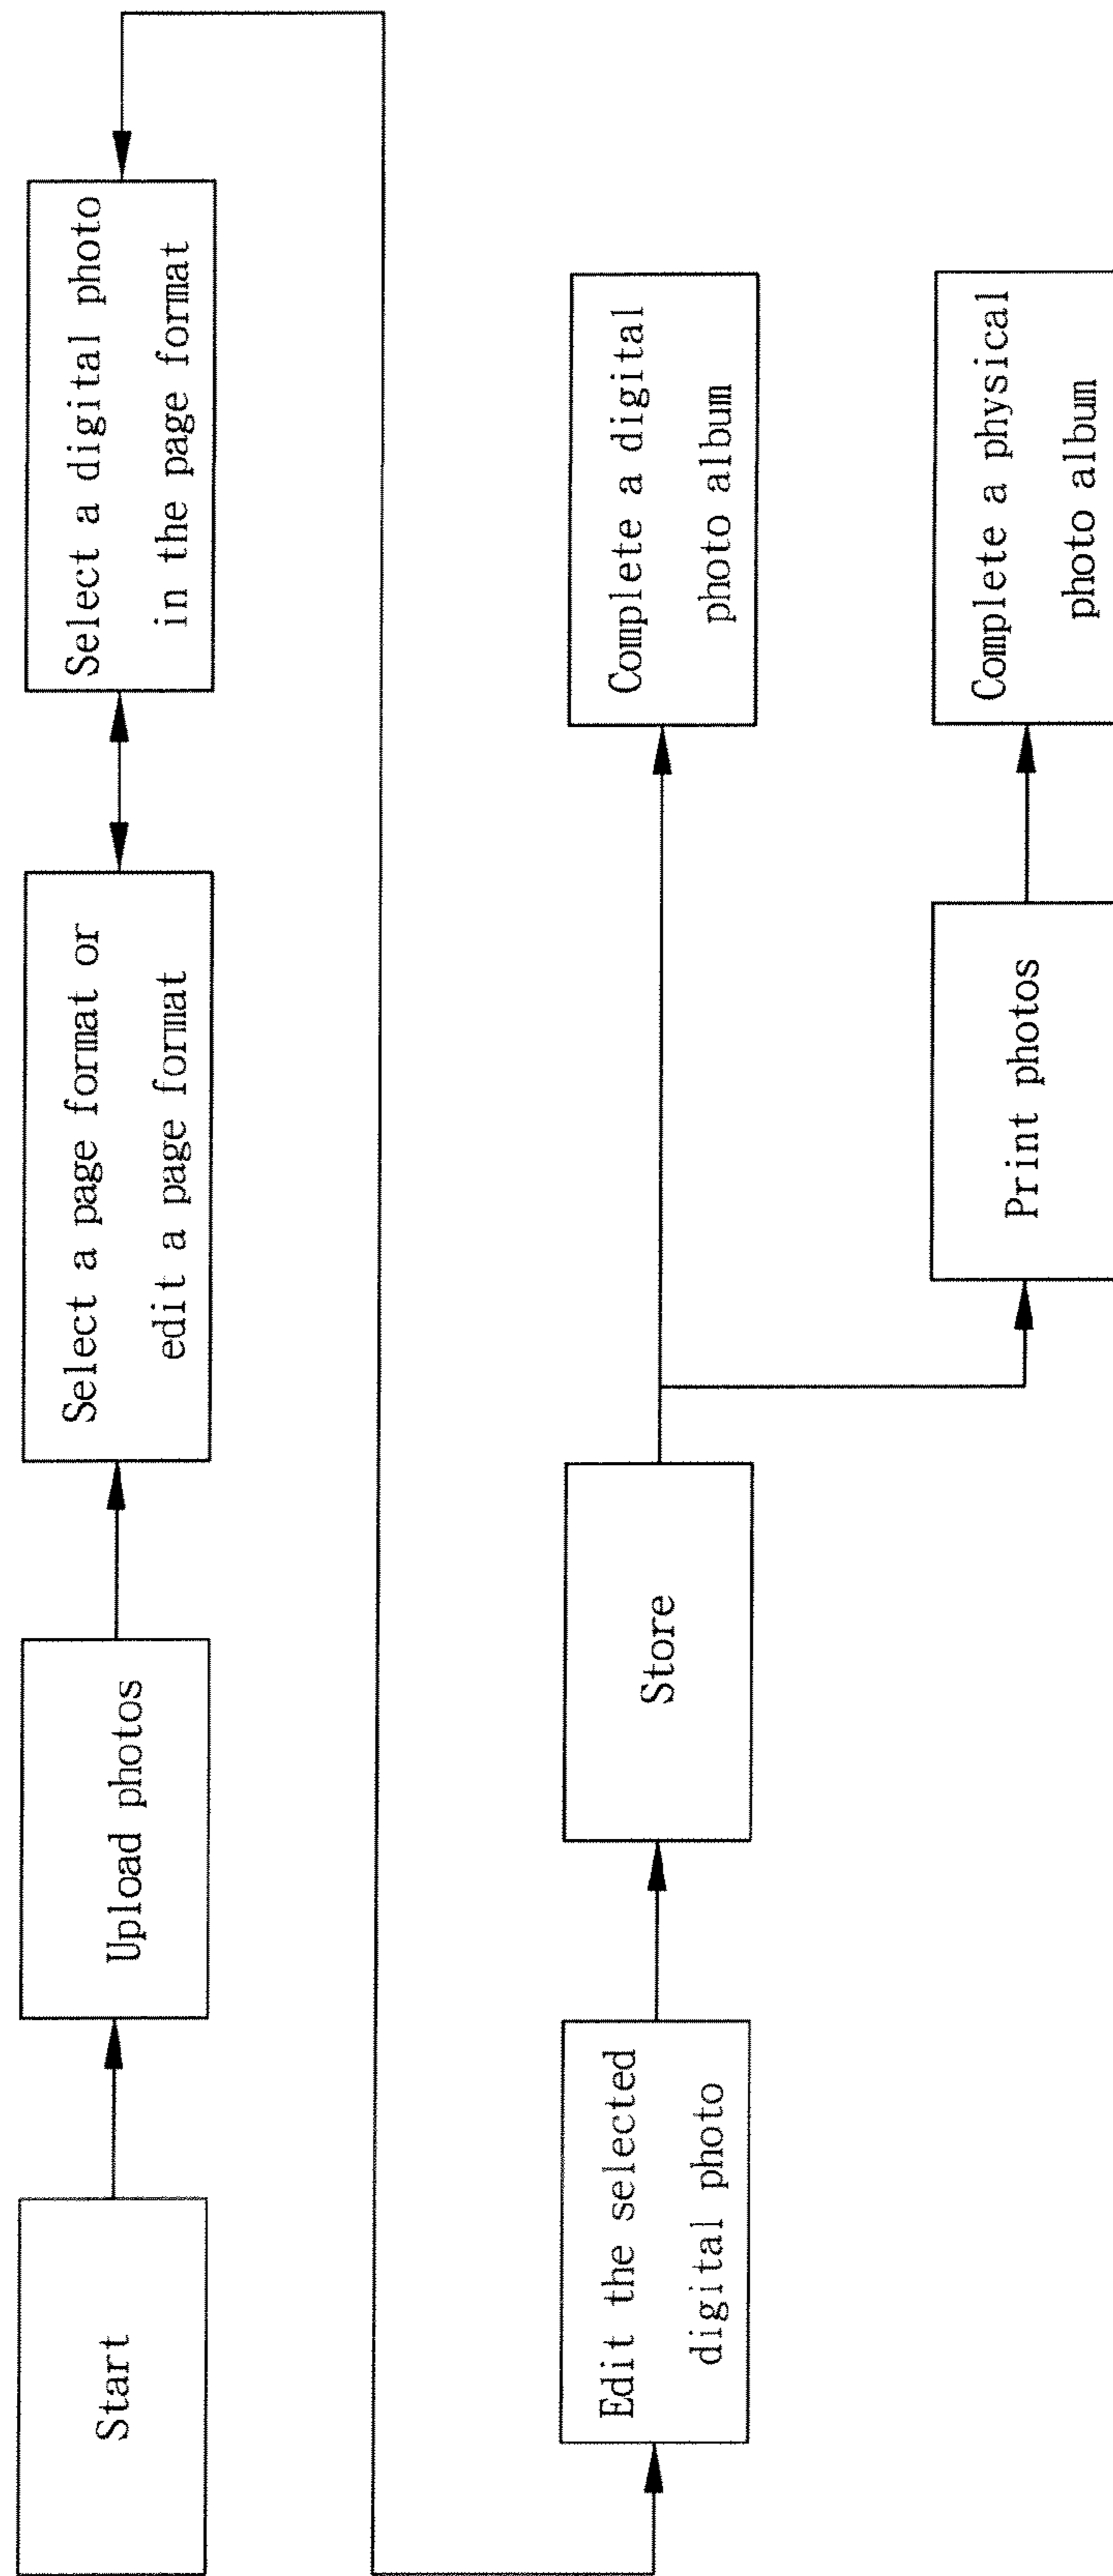 Start
Upload photos
Select a page format or
edit a page format
Select a digital photo
in the page format
Edit the selected
digital photo
Store
Complete a digital
photo album
Print photos
Complete a physical
photo album